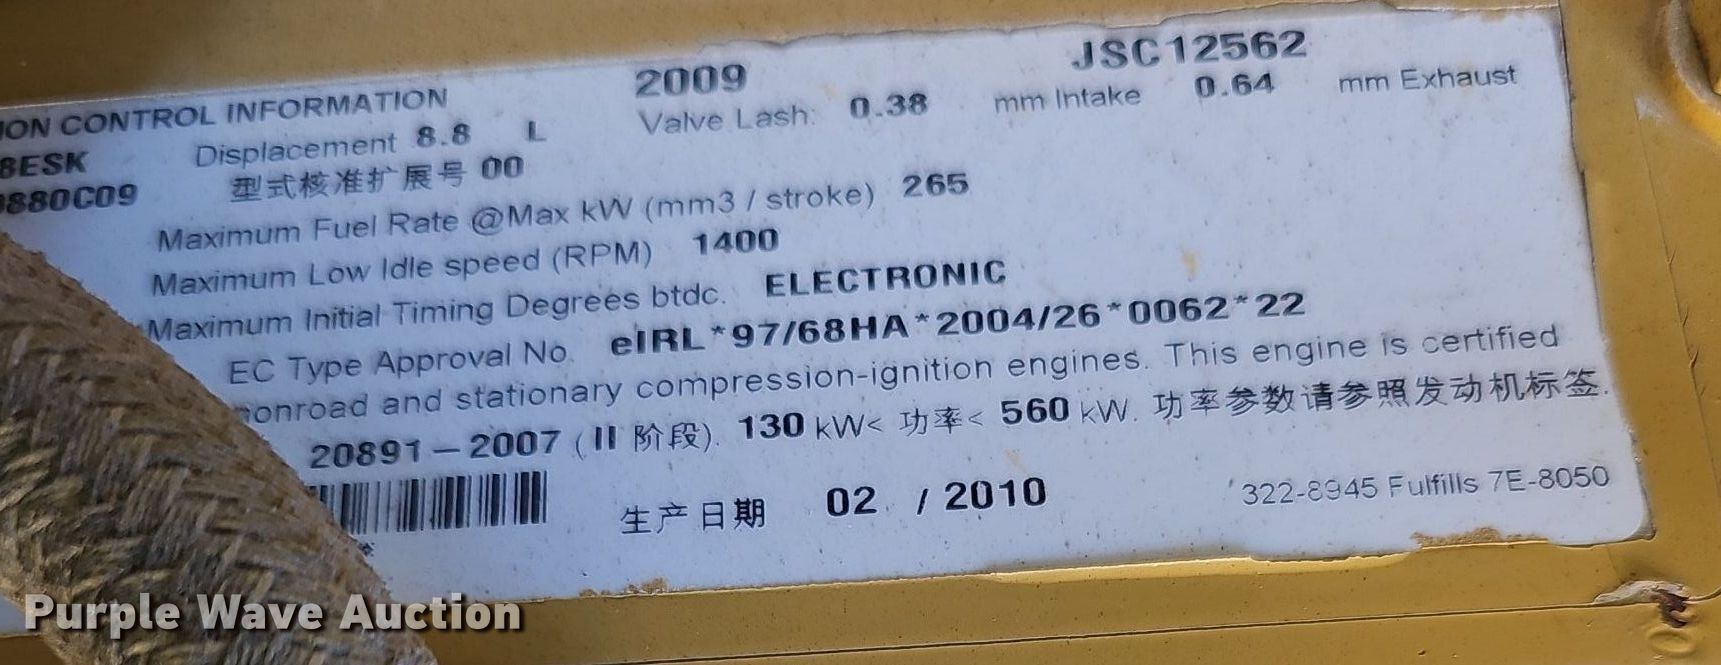 2009 JSC12562
ION CONTROL INFORMATION Valve Lash: 0.38 mm Intake 0.64 mm Exhaust
8ESK Displacement 8.8 L
880C09 型式核准扩展号 00
Maximum Fuel Rate @Max kW (mm3 / stroke) 265
Maximum Low Idle speed (RPM) 1400
Maximum Initial Timing Degrees btdc. ELECTRONIC
EC Type Approval No. eIRL*97/68HA*2004/26*0062*22
onroad and stationary compression-ignition engines. This engine is certified
20891-2007 (II 阶段). 130 kW< 功率< 560 kW. 功率参数请参照发动机标签.
生产日期 02 / 2010
322-8945 Fulfills 7E-8050
Purple Wave Auction